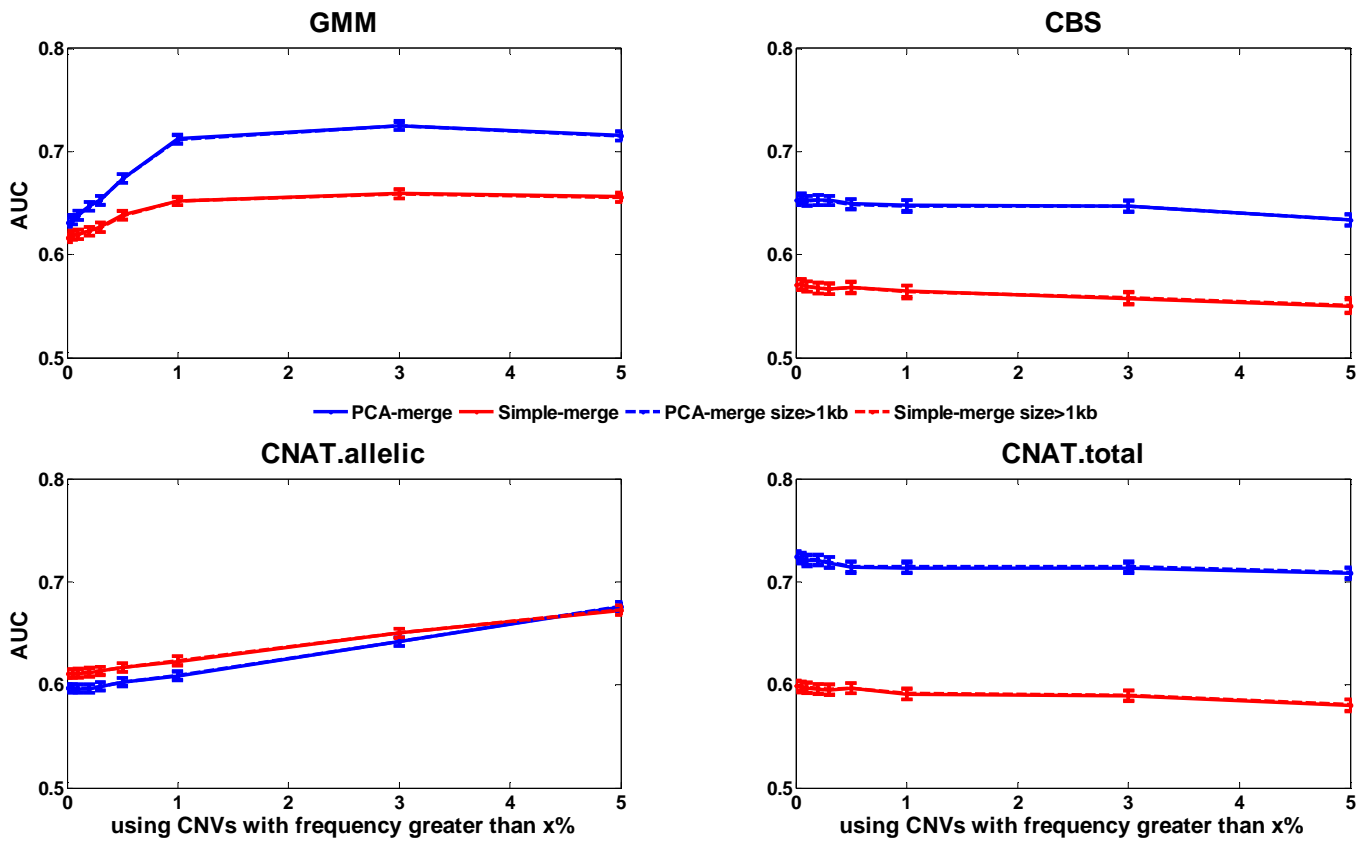 GMM
CBS
0.8
0.7
0.6
0.5
AUC
0 1 2 3 4 5
0.8
0.7
0.6
0.5
0 1 2 3 4 5
PCA-merge Simple-merge PCA-merge size>1kb Simple-merge size>1kb
CNAT.allelic
CNAT.total
0.8
0.7
0.6
0.5
AUC
0 1 2 3 4 5
using CNVs with frequency greater than x%
0.8
0.7
0.6
0.5
0 1 2 3 4 5
using CNVs with frequency greater than x%